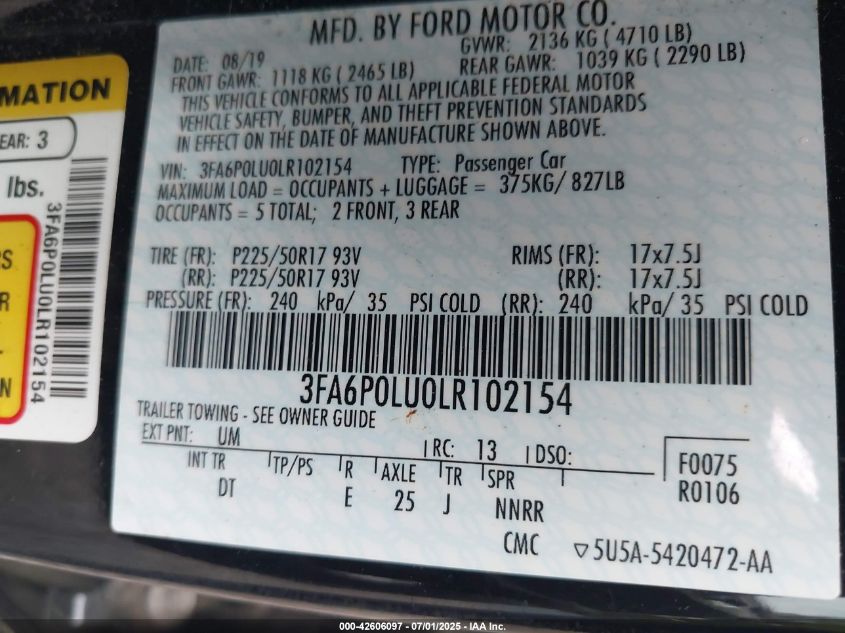 MFD. BY FORD MOTOR CO.
DATE: 08/19 GVWR: 2136 KG ( 4710 LB)
FRONT GAWR: 1118 KG ( 2465 LB) REAR GAWR: 1039 KG ( 2290 LB)
THIS VEHICLE CONFORMS TO ALL APPLICABLE FEDERAL MOTOR
VEHICLE SAFETY, BUMPER, AND THEFT PREVENTION STANDARDS
IN EFFECT ON THE DATE OF MANUFACTURE SHOWN ABOVE.
VIN: 3FA6P0LU0LR102154 TYPE: Passenger Car
MAXIMUM LOAD = OCCUPANTS + LUGGAGE = 375KG/ 827LB
OCCUPANTS = 5 TOTAL; 2 FRONT, 3 REAR
TIRE (FR): P225/50R17 93V RIMS (FR): 17x7.5J
(RR): P225/50R17 93V (RR): 17x7.5J
PRESSURE (FR): 240 kPa/ 35 PSI COLD (RR): 240 kPa/ 35 PSI COLD
3FA6P0LU0LR102154
TRAILER TOWING - SEE OWNER GUIDE
EXT PNT: UM RC: 13 DSO: F0075
R0106
INT TR TP/PS R AXLE TR SPR
DT E 25 J NNRR
CMC ▽5U5A-5420472-AA
MATION
EAR: 3
lbs.
3FA6P0LU0LR102154
RS
R
N
000-42606097 - 07/01/2025 - IAA Inc.